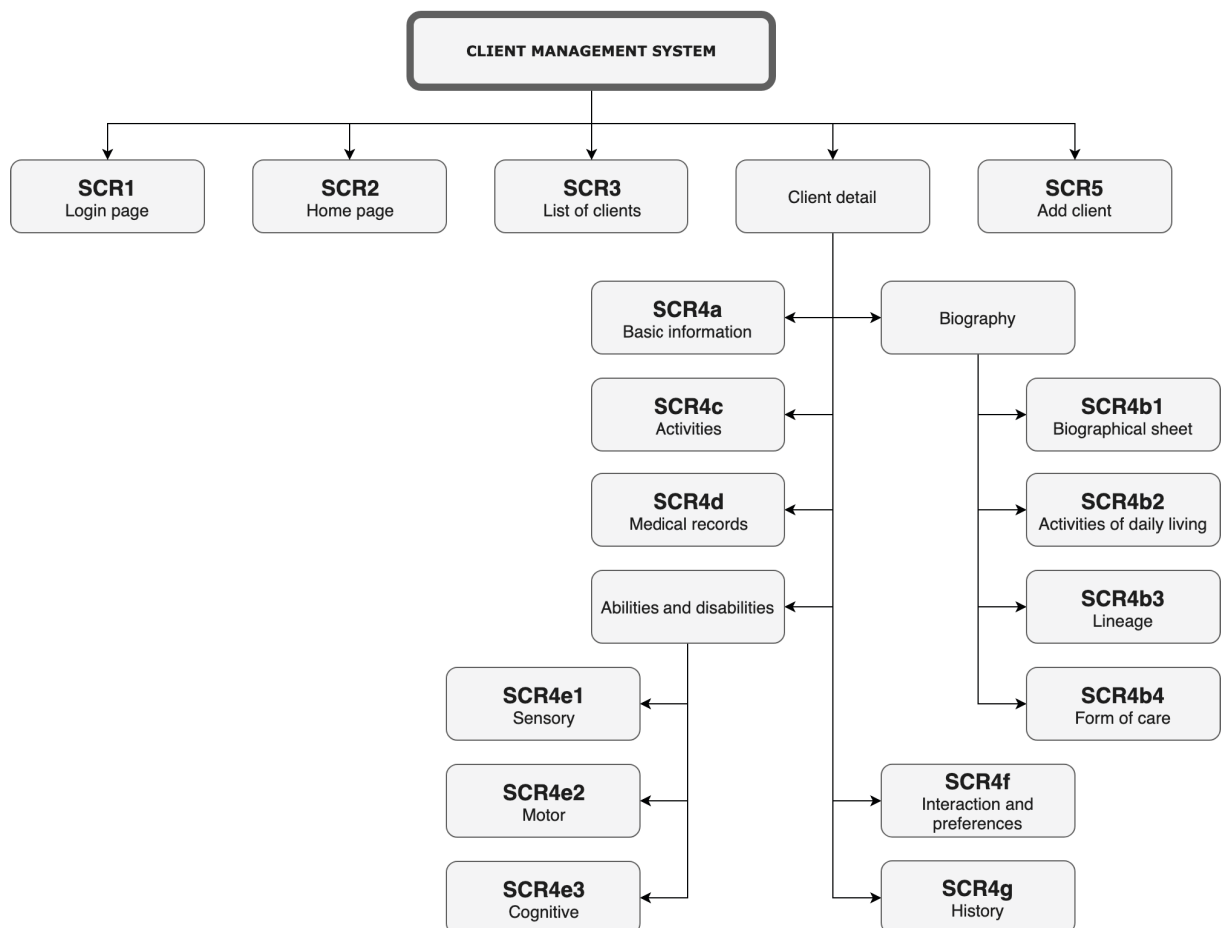 CLIENT MANAGEMENT SYSTEM
SCR1
Login page
SCR2
Home page
SCR3
List of clients
Client detail
SCR5
Add client
SCR4a
Basic information
Biography
SCR4c
Activities
SCR4b1
Biographical sheet
SCR4d
Medical records
SCR4b2
Activities of daily living
Abilities and disabilities
SCR4b3
Lineage
SCR4e1
Sensory
SCR4b4
Form of care
SCR4e2
Motor
SCR4f
Interaction and
preferences
SCR4e3
Cognitive
SCR4g
History